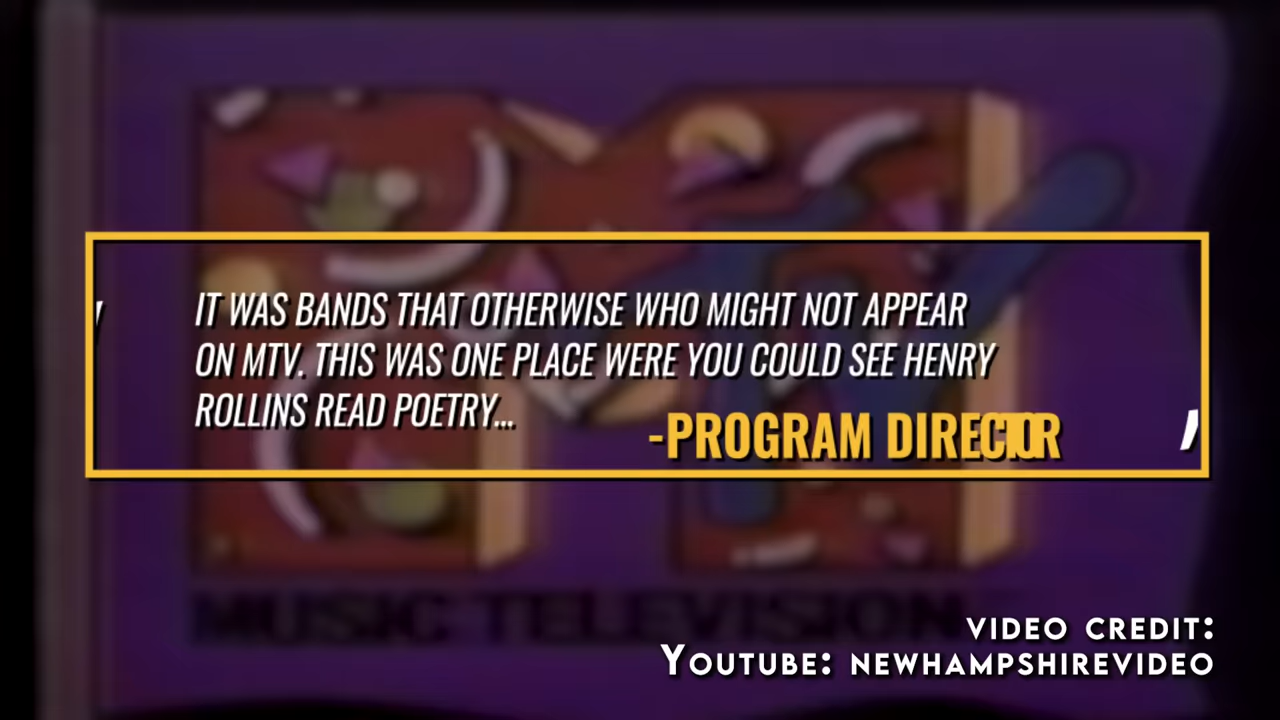 IT WAS BANDS THAT OTHERWISE WHO MIGHT NOT APPEAR
ON MTV. THIS WAS ONE PLACE WERE YOU COULD SEE HENRY
ROLLINS READ POETRY...
-PROGRAM DIRECTOR
MUSIC TELEVISION
VIDEO CREDIT:
YOUTUBE: NEWHAMPSHIREVIDEO